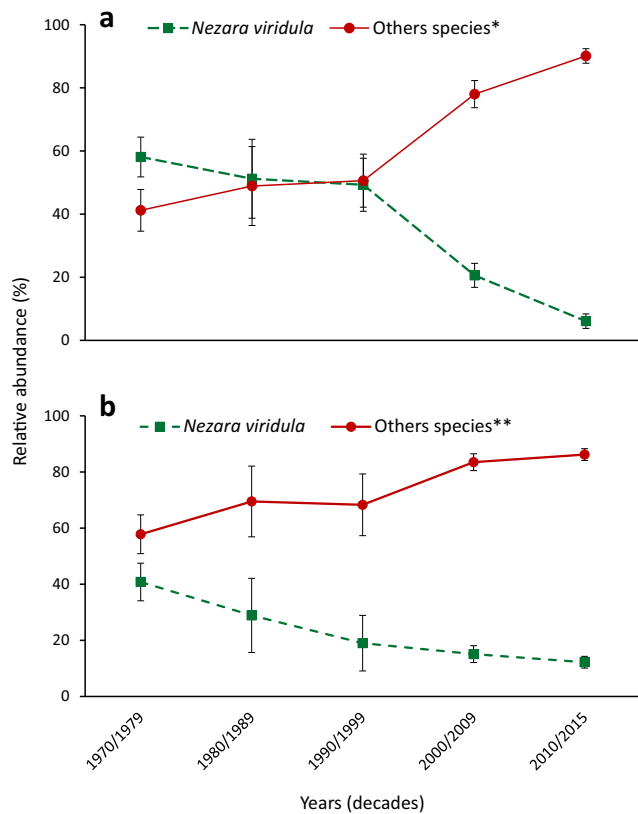 a
Nezara viridula
Others species*
100
80
60
40
20
0
Relative abundance (%)
b
Nezara viridula
Others species**
100
80
60
40
20
0
1970/1979
1980/1989
1990/1999
2000/2009
2010/2015
Years (decades)